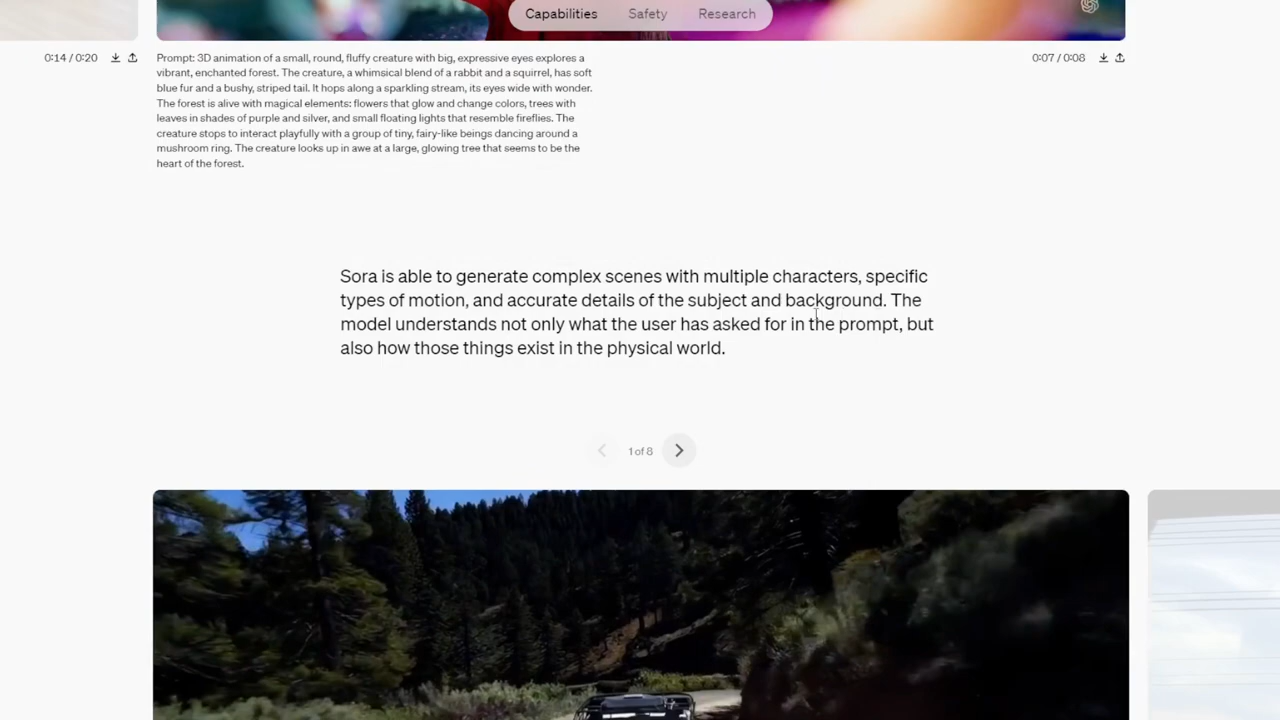 Capabilities Safety Research
0:14 / 0:20
Prompt: 3D animation of a small, round, fluffy creature with big, expressive eyes explores a
vibrant, enchanted forest. The creature, a whimsical blend of a rabbit and a squirrel, has soft
blue fur and a bushy, striped tail. It hops along a sparkling stream, its eyes wide with wonder.
The forest is alive with magical elements: flowers that glow and change colors, trees with
leaves in shades of purple and silver, and small floating lights that resemble fireflies. The
creature stops to interact playfully with a group of tiny, fairy-like beings dancing around a
mushroom ring. The creature looks up in awe at a large, glowing tree that seems to be the
heart of the forest.
0:07 / 0:08
Sora is able to generate complex scenes with multiple characters, specific
types of motion, and accurate details of the subject and background. The
model understands not only what the user has asked for in the prompt, but
also how those things exist in the physical world.
1 of 8